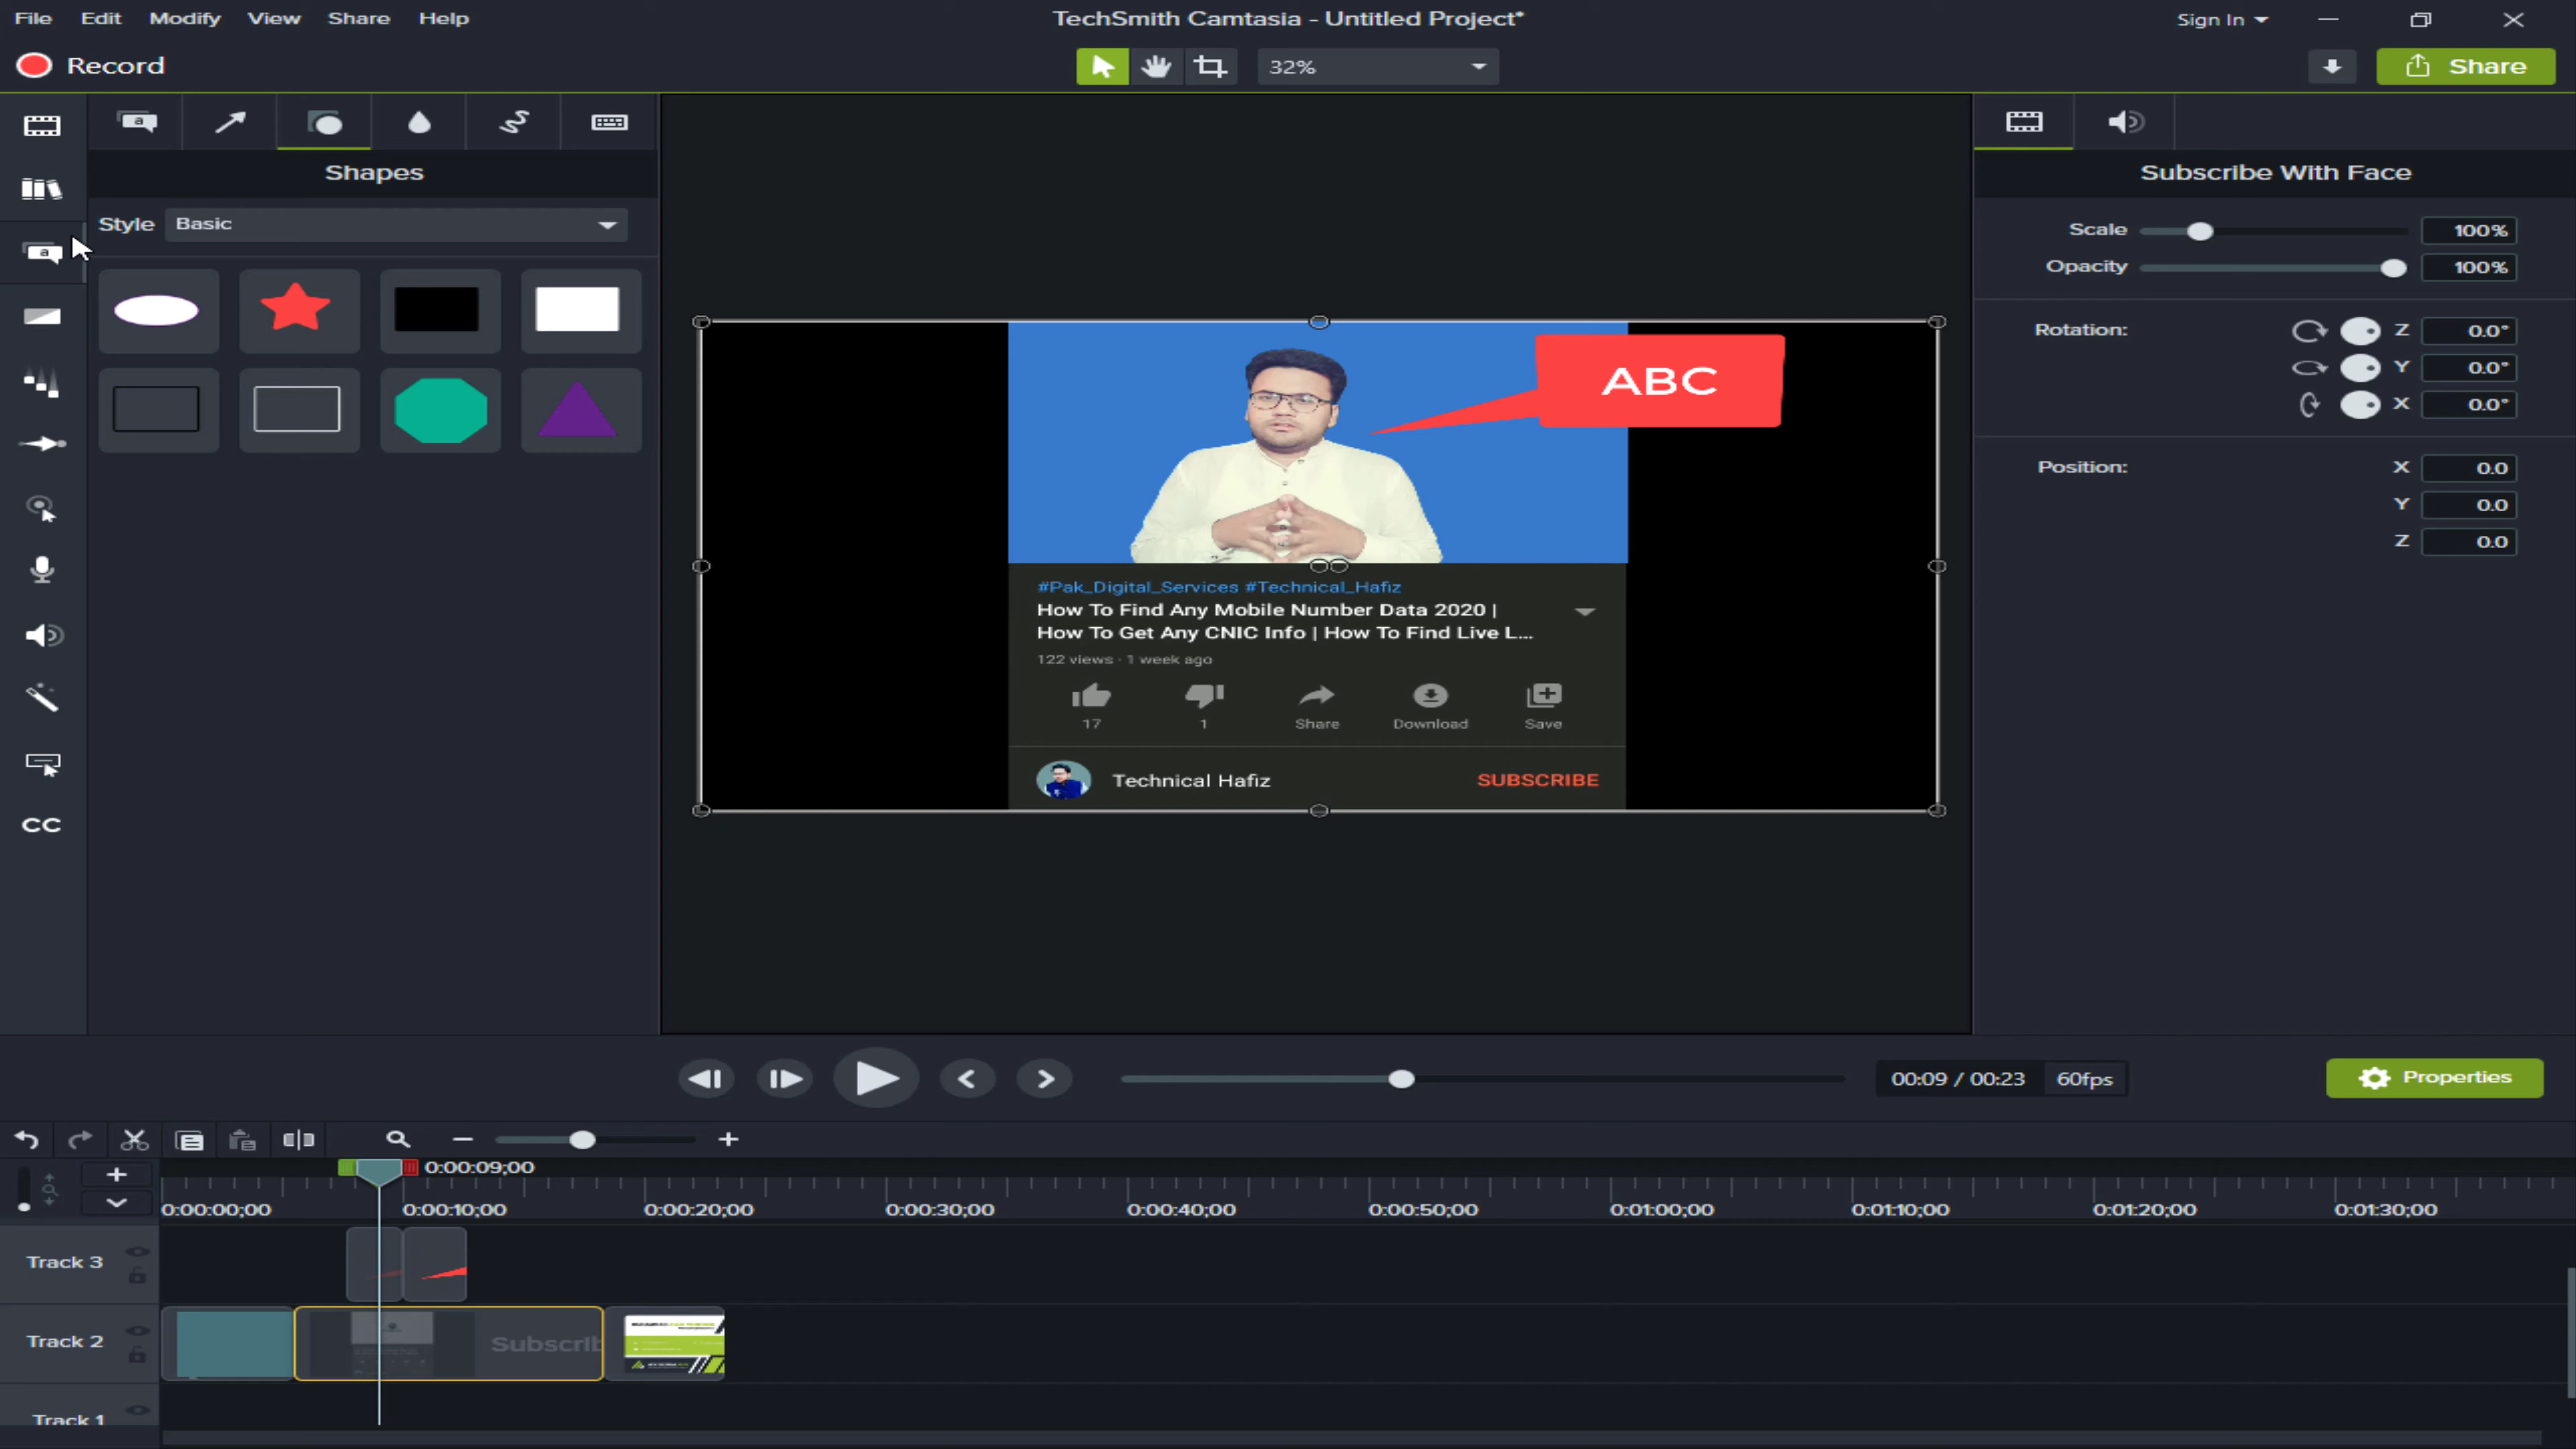 File Edit Modify View Share Help
TechSmith Camtasia - Untitled Project*
Sign In
Record
32%
Share
a
Shapes
Style Basic
a
CC
ABC
#Pak_Digital_Services #Technical_Hafiz
How To Find Any Mobile Number Data 2020 |
How To Get Any CNIC Info | How To Find Live L...
122 views · 1 week ago
17 1 Share Download Save
Technical Hafiz SUBSCRIBE
Subscribe With Face
Scale 100%
Opacity 100%
Rotation: Z 0.0°
Y 0.0°
X 0.0°
Position: X 0.0
Y 0.0
Z 0.0
00:09 / 00:23 60fps
Properties
0:00:09;00
0:00:00;00 0:00:10;00 0:00:20;00 0:00:30;00 0:00:40;00 0:00:50;00 0:01:00;00 0:01:10;00 0:01:20;00 0:01:30;00
Track 3
Track 2 Subscrib
Track 1